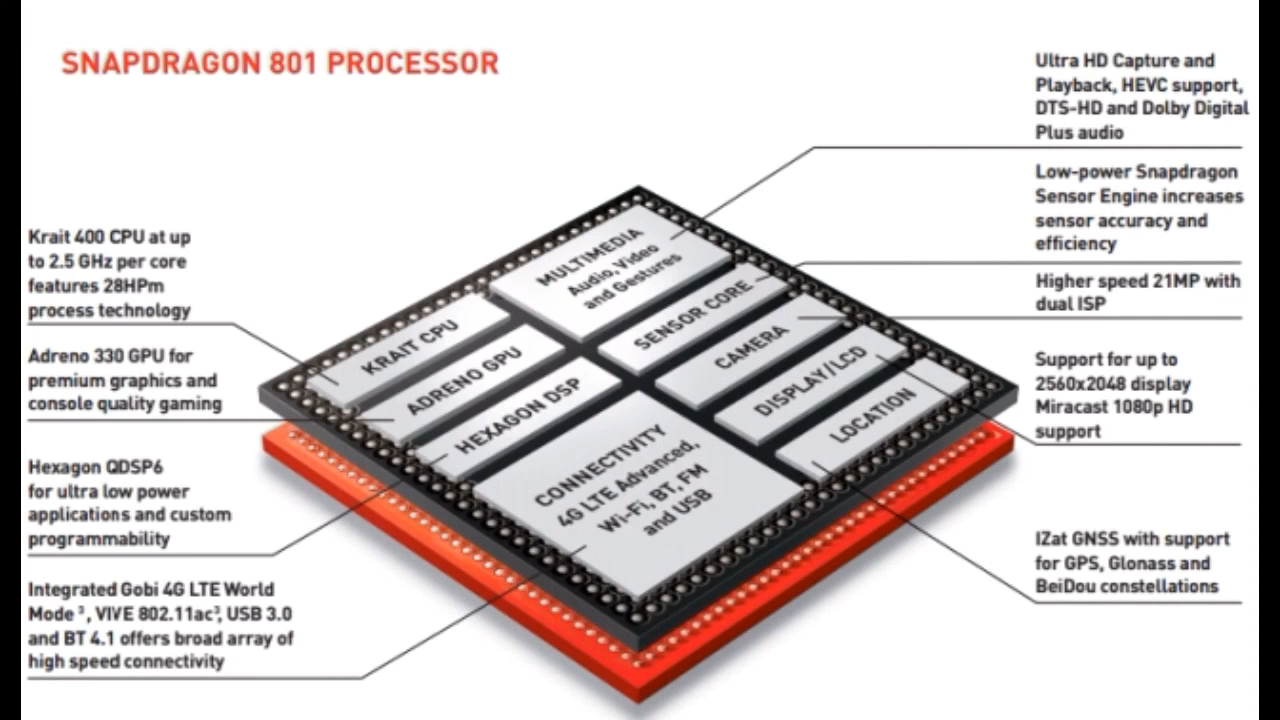 SNAPDRAGON 801 PROCESSOR
Krait 400 CPU at up
to 2.5 GHz per core
features 28HPm
process technology
Adreno 330 GPU for
premium graphics and
console quality gaming
Hexagon QDSP6
for ultra low power
applications and custom
programmability
Integrated Gobi 4G LTE World
Mode ³, VIVE 802.11ac³, USB 3.0
and BT 4.1 offers broad array of
high speed connectivity
MULTIMEDIA
Audio, Video
and Gestures
KRAIT CPU
ADRENO GPU
HEXAGON DSP
CONNECTIVITY
4G LTE Advanced,
Wi-Fi, BT, FM
and USB
SENSOR CORE
CAMERA
DISPLAY/LCD
LOCATION
Ultra HD Capture and
Playback, HEVC support,
DTS-HD and Dolby Digital
Plus audio
Low-power Snapdragon
Sensor Engine increases
sensor accuracy and
efficiency
Higher speed 21MP with
dual ISP
Support for up to
2560x2048 display
Miracast 1080p HD
support
IZat GNSS with support
for GPS, Glonass and
BeiDou constellations